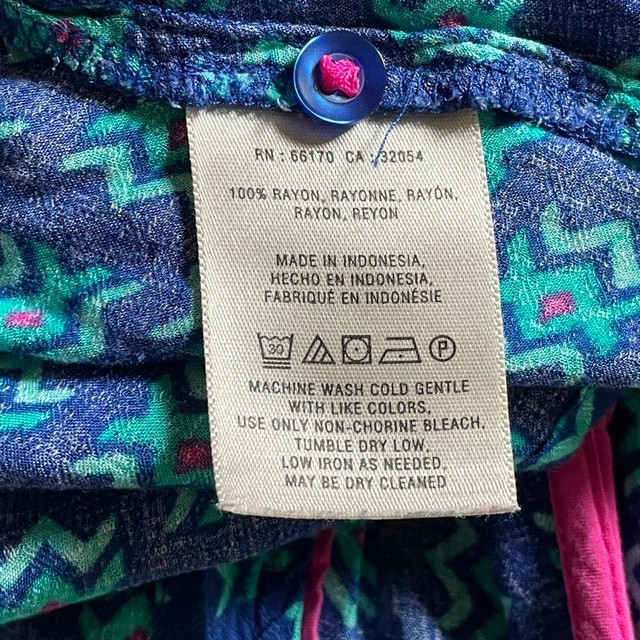 RN : 66170 CA : 32054
100% RAYON, RAYONNE, RAYÓN,
RAYON, REYON
MADE IN INDONESIA,
HECHO EN INDONESIA,
FABRIQUÉ EN INDONÉSIE
30 P
MACHINE WASH COLD GENTLE
WITH LIKE COLORS,
USE ONLY NON-CHORINE BLEACH,
TUMBLE DRY LOW,
LOW IRON AS NEEDED,
MAY BE DRY CLEANED